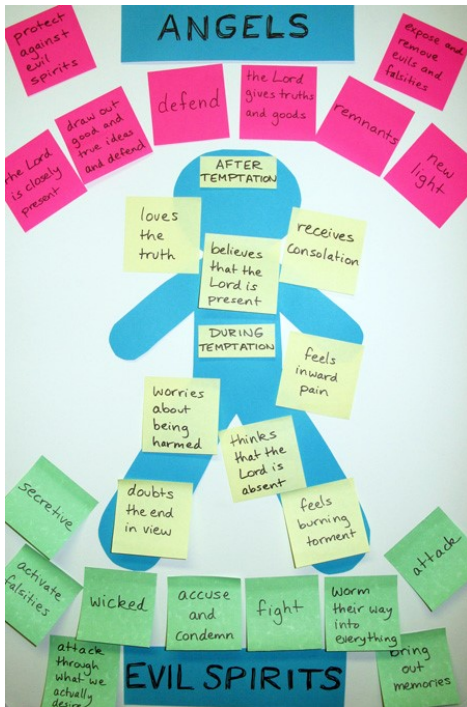 ANGELS
protect
against
evil
spirits
expose and
remove
evils and
falsities
draw out
good and
true ideas
and defend
defend
the Lord
gives truths
and goods
remnants
the Lord
is closely
present
new
light
AFTER
TEMPTATION
loves
the
truth
believes
that the
Lord is
present
receives
consolation
DURING
TEMPTATION
feels
inward
pain
worries
about
being
harmed
thinks
that the
Lord is
absent
doubts
the end
in view
feels
burning
torment
secretive
attack
activate
falsities
wicked
accuse
and
condemn
fight
worm
their way
into
everything
attack
through
what we
actually
desire
bring
out
memories
EVIL SPIRITS